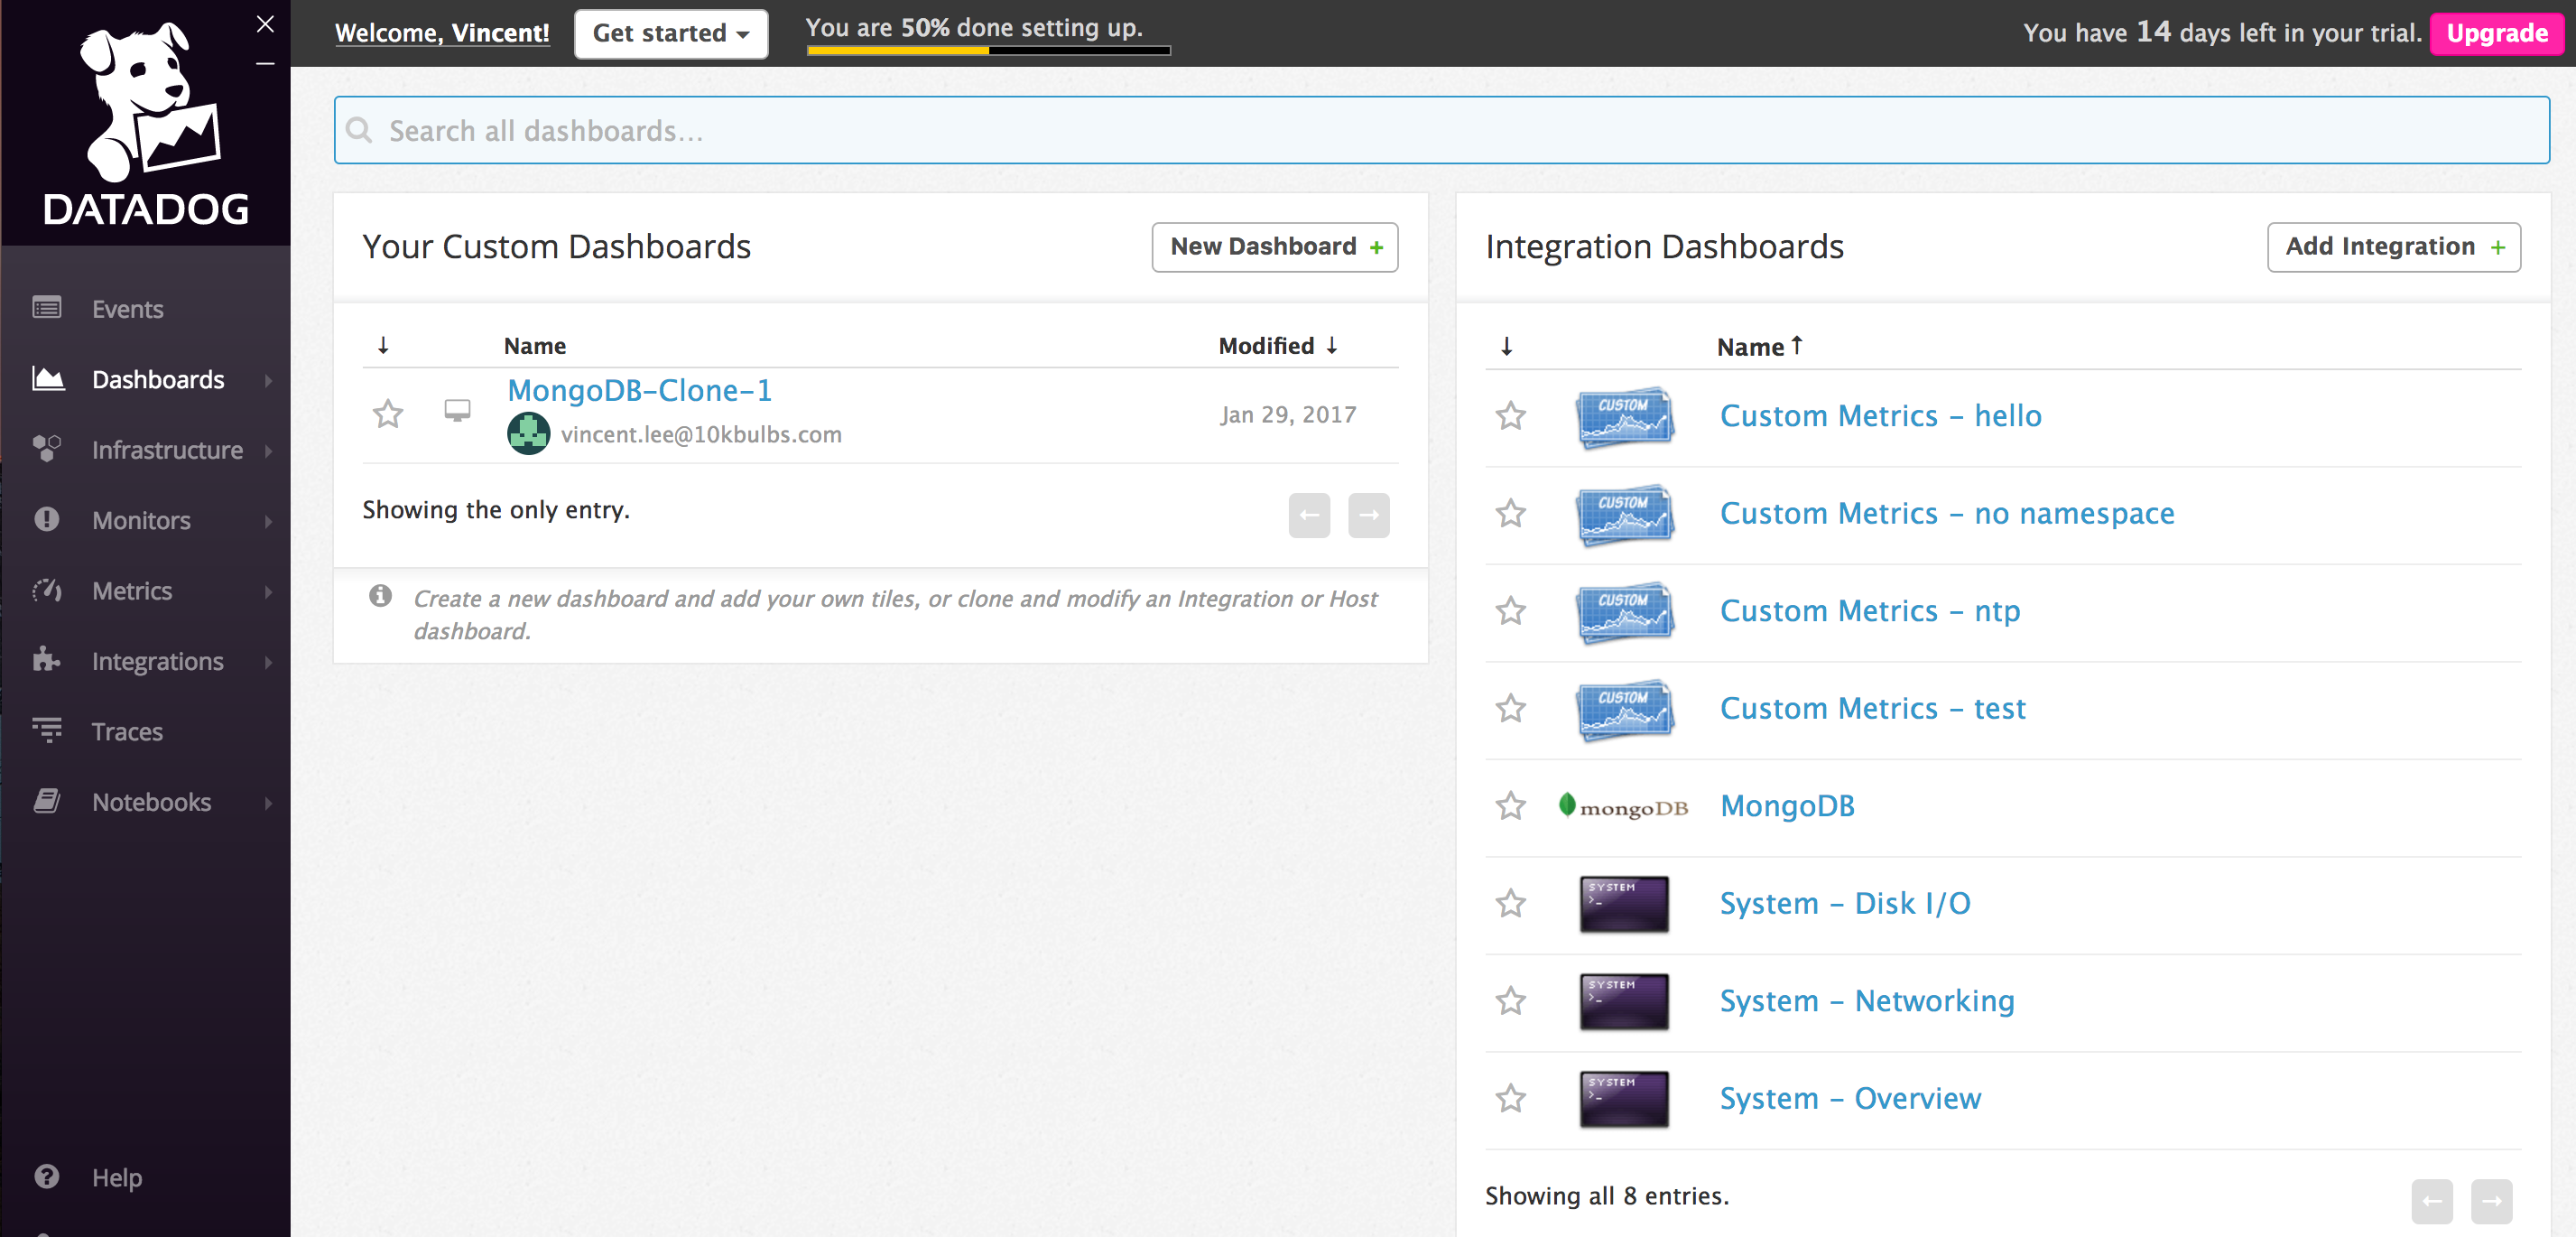 DATADOG
Events
Dashboards
Infrastructure
Monitors
Metrics
Integrations
Traces
Notebooks
Help
Welcome, Vincent!
Get started
You are 50% done setting up.
You have 14 days left in your trial.
Upgrade
Search all dashboards...
Your Custom Dashboards
New Dashboard +
↓ Name Modified ↓
MongoDB-Clone-1
vincent.lee@10kbulbs.com
Jan 29, 2017
Showing the only entry.
← →
Create a new dashboard and add your own tiles, or clone and modify an Integration or Host
dashboard.
Integration Dashboards
Add Integration +
↓ Name ↑
CUSTOM Custom Metrics – hello
CUSTOM Custom Metrics – no namespace
CUSTOM Custom Metrics – ntp
CUSTOM Custom Metrics – test
mongoDB MongoDB
SYSTEM
>_
System – Disk I/O
SYSTEM
>_
System – Networking
SYSTEM
>_
System – Overview
Showing all 8 entries.
← →